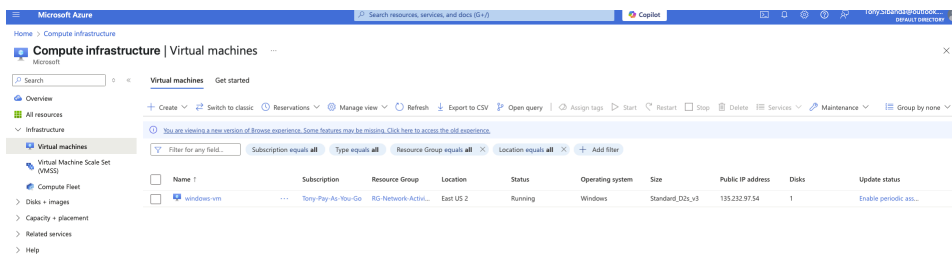 Microsoft Azure
Search resources, services, and docs (G+/)
Copilot
Tony.Sibanda@outlook....
DEFAULT DIRECTORY
Home > Compute infrastructure
Compute infrastructure | Virtual machines ...
Microsoft
Search
Virtual machines Get started
Overview
All resources
Infrastructure
Virtual machines
Virtual Machine Scale Set
(VMSS)
Compute Fleet
Disks + images
Capacity + placement
Related services
Help
+ Create Switch to classic Reservations Manage view Refresh Export to CSV Open query Assign tags Start Restart Stop Delete Services Maintenance Group by none
You are viewing a new version of Browse experience. Some features may be missing. Click here to access the old experience.
Filter for any field... Subscription equals all Type equals all Resource Group equals all × Location equals all × + Add filter
Name ↑ Subscription Resource Group Location Status Operating system Size Public IP address Disks Update status
windows-vm ... Tony-Pay-As-You-Go RG-Network-Activi... East US 2 Running Windows Standard_D2s_v3 135.232.97.54 1 Enable periodic ass...